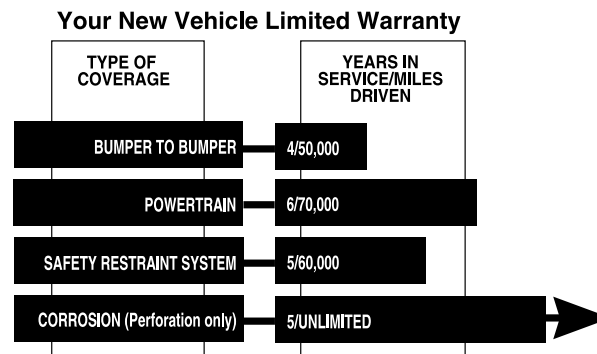 Your New Vehicle Limited Warranty
TYPE OF
COVERAGE
YEARS IN
SERVICE/MILES
DRIVEN
BUMPER TO BUMPER
4/50,000
POWERTRAIN
6/70,000
SAFETY RESTRAINT SYSTEM
5/60,000
CORROSION (Perforation only)
5/UNLIMITED